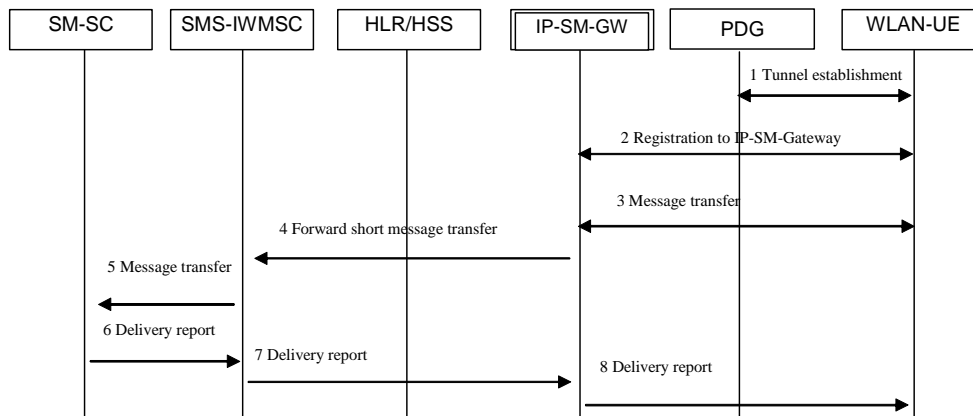 SM-SC
SMS-IWMSC
HLR/HSS
IP-SM-GW
PDG
WLAN-UE
1 Tunnel establishment
2 Registration to IP-SM-Gateway
3 Message transfer
4 Forward short message transfer
5 Message transfer
6 Delivery report
7 Delivery report
8 Delivery report